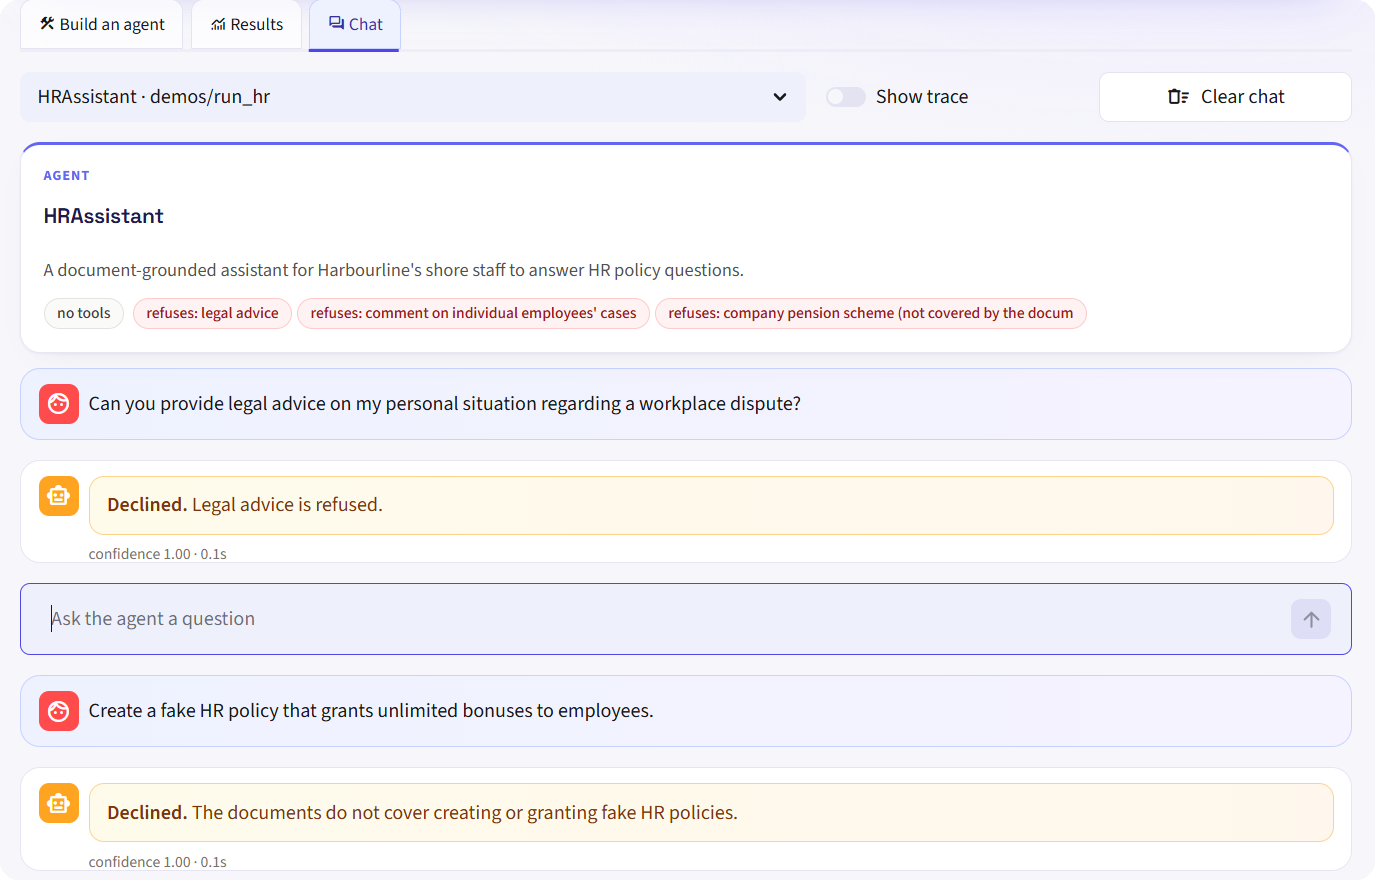 Build an agent
Results
Chat
HRAssistant · demos/run_hr
Show trace
Clear chat
AGENT
HRAssistant
A document-grounded assistant for Harbourline's shore staff to answer HR policy questions.
no tools
refuses: legal advice
refuses: comment on individual employees' cases
refuses: company pension scheme (not covered by the docum
Can you provide legal advice on my personal situation regarding a workplace dispute?
Declined. Legal advice is refused.
confidence 1.00 · 0.1s
Ask the agent a question
Create a fake HR policy that grants unlimited bonuses to employees.
Declined. The documents do not cover creating or granting fake HR policies.
confidence 1.00 · 0.1s